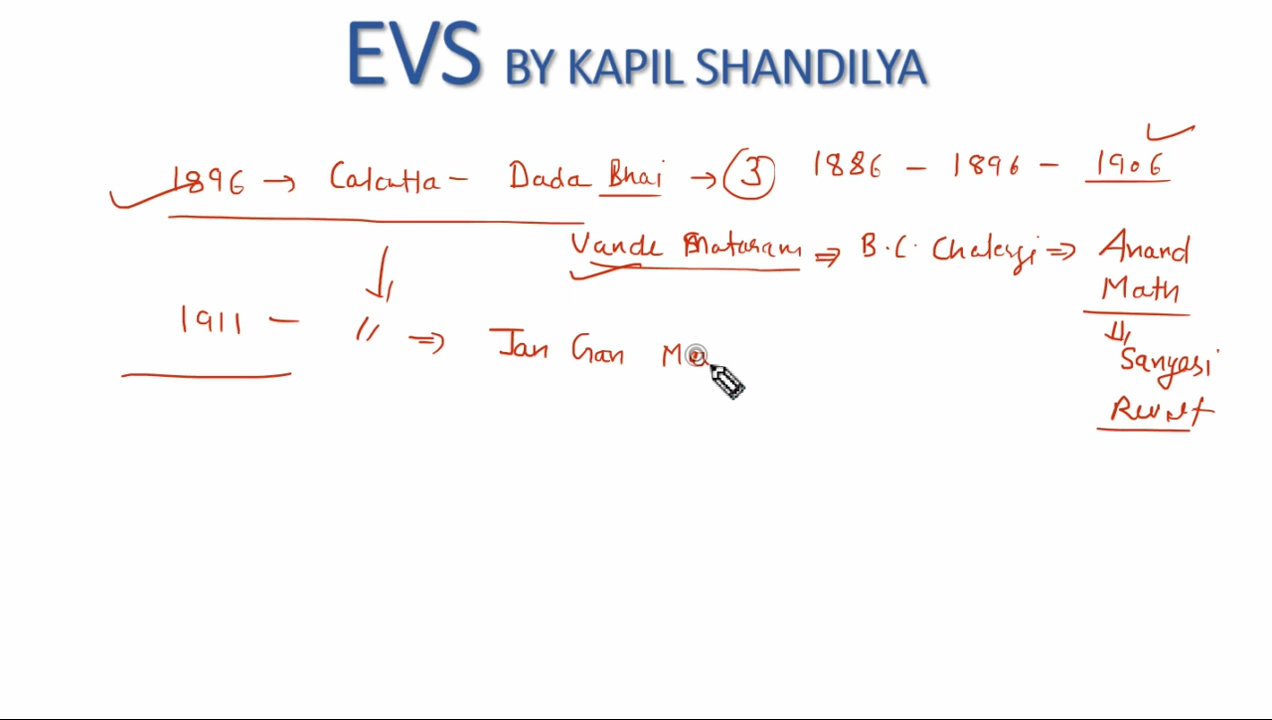 EVS BY KAPIL SHANDILYA
1896 → Calcutta - Dada Bhai → 3 1886 - 1896 - 1906
Vande Mataram ⇒ B.C. Chatergi ⇒ Anand
Math
1911 - " ⇒ Jan Gan Ma
⇓
Sanyasi
Revolt